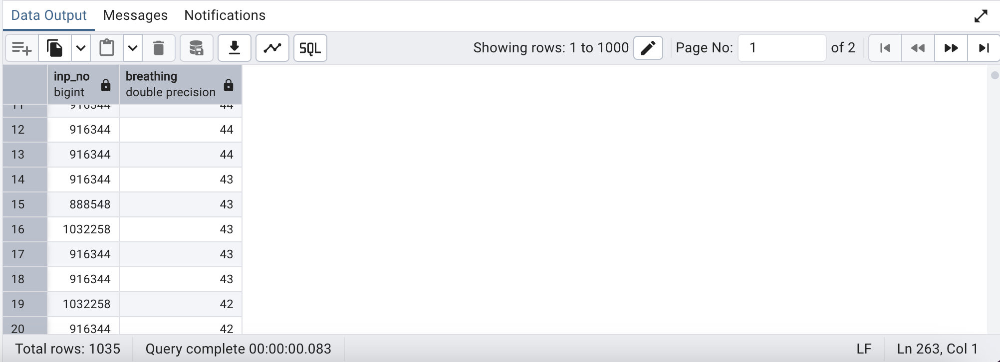 Data Output Messages Notifications
SQL Showing rows: 1 to 1000 Page No: 1 of 2
inp_no breathing
bigint double precision
11 916344 44
12 916344 44
13 916344 44
14 916344 43
15 888548 43
16 1032258 43
17 916344 43
18 916344 43
19 1032258 42
20 916344 42
Total rows: 1035 Query complete 00:00:00.083 LF Ln 263, Col 1